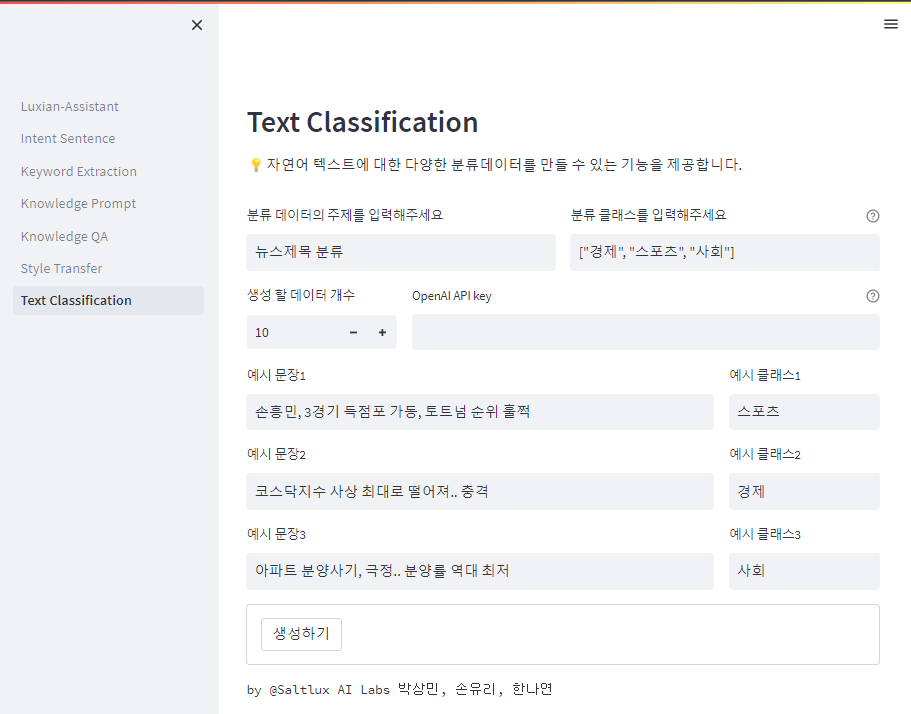 Luxian-Assistant
Intent Sentence
Keyword Extraction
Knowledge Prompt
Knowledge QA
Style Transfer
Text Classification
Text Classification
💡 자연어 텍스트에 대한 다양한 분류데이터를 만들 수 있는 기능을 제공합니다.
분류 데이터의 주제를 입력해주세요
분류 클래스를 입력해주세요
뉴스제목 분류
["경제", "스포츠", "사회"]
생성 할 데이터 개수
OpenAI API key
10
예시 문장1
예시 클래스1
손흥민, 3경기 득점포 가동, 토트넘 순위 훌쩍
스포츠
예시 문장2
예시 클래스2
코스닥지수 사상 최대로 떨어져.. 충격
경제
예시 문장3
예시 클래스3
아파트 분양사기, 극정.. 분양률 역대 최저
사회
생성하기
by @Saltlux AI Labs 박상민, 손유리, 한나연